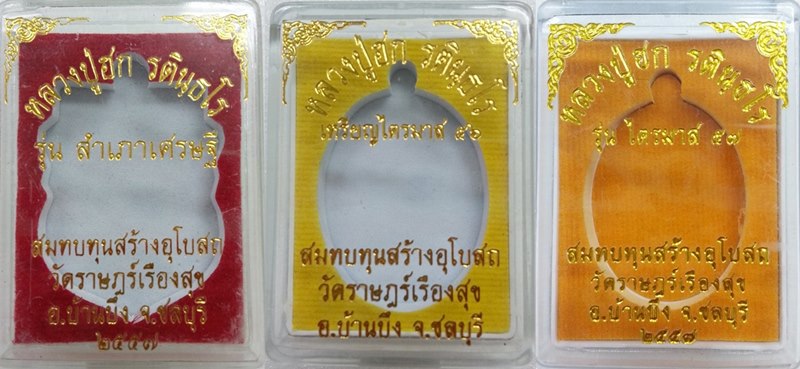 หลวงปู่ฮก รตินฺธโร
รุ่น สำเภาเศรษฐี
สมทบทุนสร้างอุโบสถ
วัดราษฎร์เรืองสุข
อ.บ้านบึง จ.ชลบุรี
๒๕๕๗
หลวงปู่ฮก รตินฺธโร
เหรียญไตรมาส ๕๖
สมทบทุนสร้างอุโบสถ
วัดราษฎร์เรืองสุข
อ.บ้านบึง จ.ชลบุรี
หลวงปู่ฮก รตินฺธโร
รุ่น ไตรมาส ๕๗
สมทบทุนสร้างอุโบสถ
วัดราษฎร์เรืองสุข
อ.บ้านบึง จ.ชลบุรี
๒๕๕๗